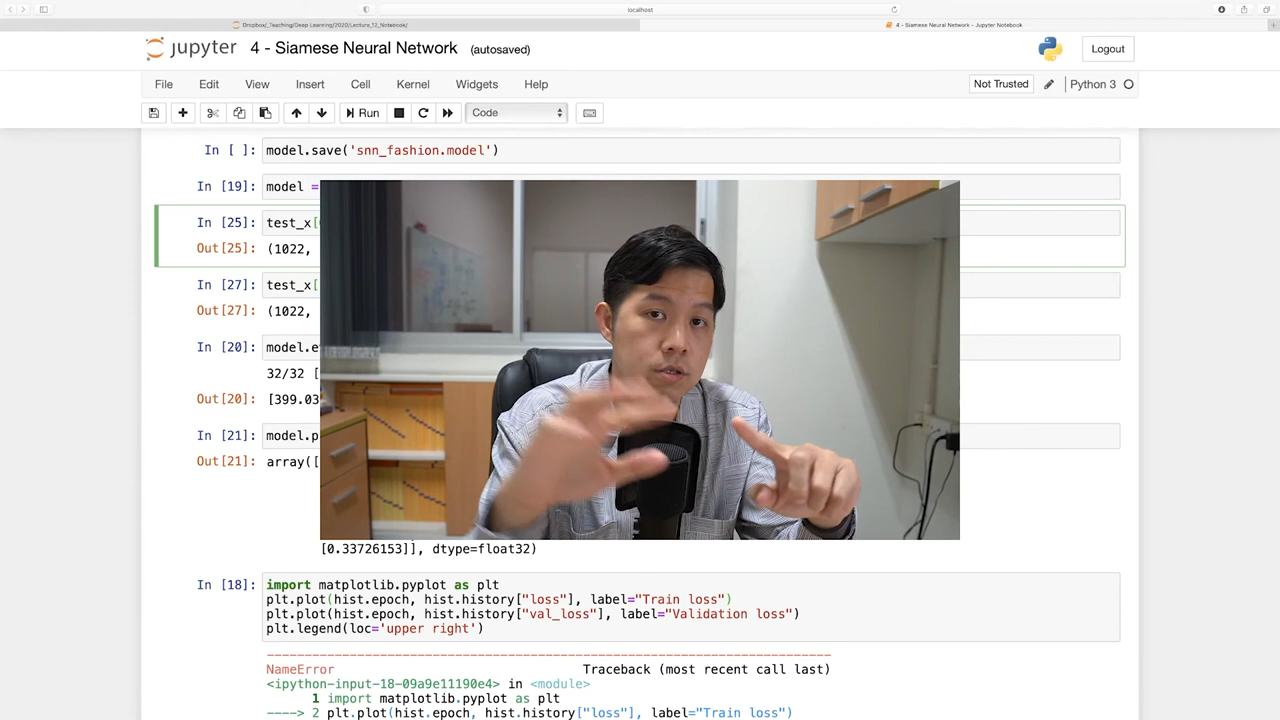 localhost
Dropbox/_Teaching/Deep Learning/2020/Lecture_12_Notebook/
4 - Siamese Neural Network - Jupyter Notebook
jupyter 4 - Siamese Neural Network (autosaved)
Logout
File Edit View Insert Cell Kernel Widgets Help
Not Trusted
Python 3
Run
Code
In [ ]: model.save('snn_fashion.model')
In [19]: model =
In [25]: test_x[
Out[25]: (1022,
In [27]: test_x[
Out[27]: (1022,
In [20]: model.e
32/32 [
Out[20]: [399.03
In [21]: model.p
Out[21]: array([
[0.33726153]], dtype=float32)
In [18]: import matplotlib.pyplot as plt
plt.plot(hist.epoch, hist.history["loss"], label="Train loss")
plt.plot(hist.epoch, hist.history["val_loss"], label="Validation loss")
plt.legend(loc='upper right')
NameError Traceback (most recent call last)
<ipython-input-18-09a9e11190e4> in <module>
1 import matplotlib.pyplot as plt
----> 2 plt.plot(hist.epoch, hist.history["loss"], label="Train loss")